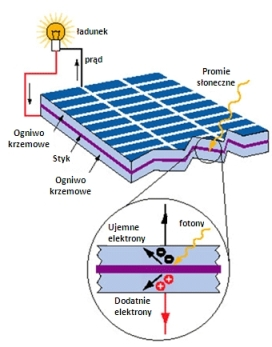 ładunek
prąd
Promie
słoneczne
Ogniwo
krzemowe
Styk
Ogniwo
krzemowe
Ujemne
elektrony
fotony
Dodatnie
elektrony